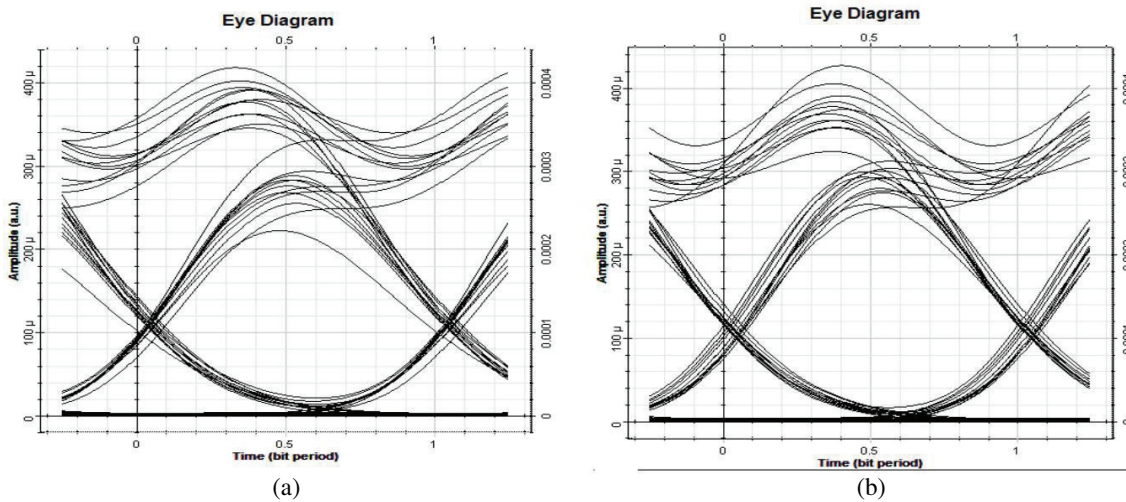 Eye Diagram
0 0.5 1
400 µ
300 µ
200 µ
100 µ
0
Amplitude (a.u.)
0.0004
0.0003
0.0002
0.0001
0
0 0.5 1
Time (bit period)
(a)
Eye Diagram
0 0.5 1
400 µ
300 µ
200 µ
100 µ
0
Amplitude (a.u.)
0 0.5 1
Time (bit period)
(b)